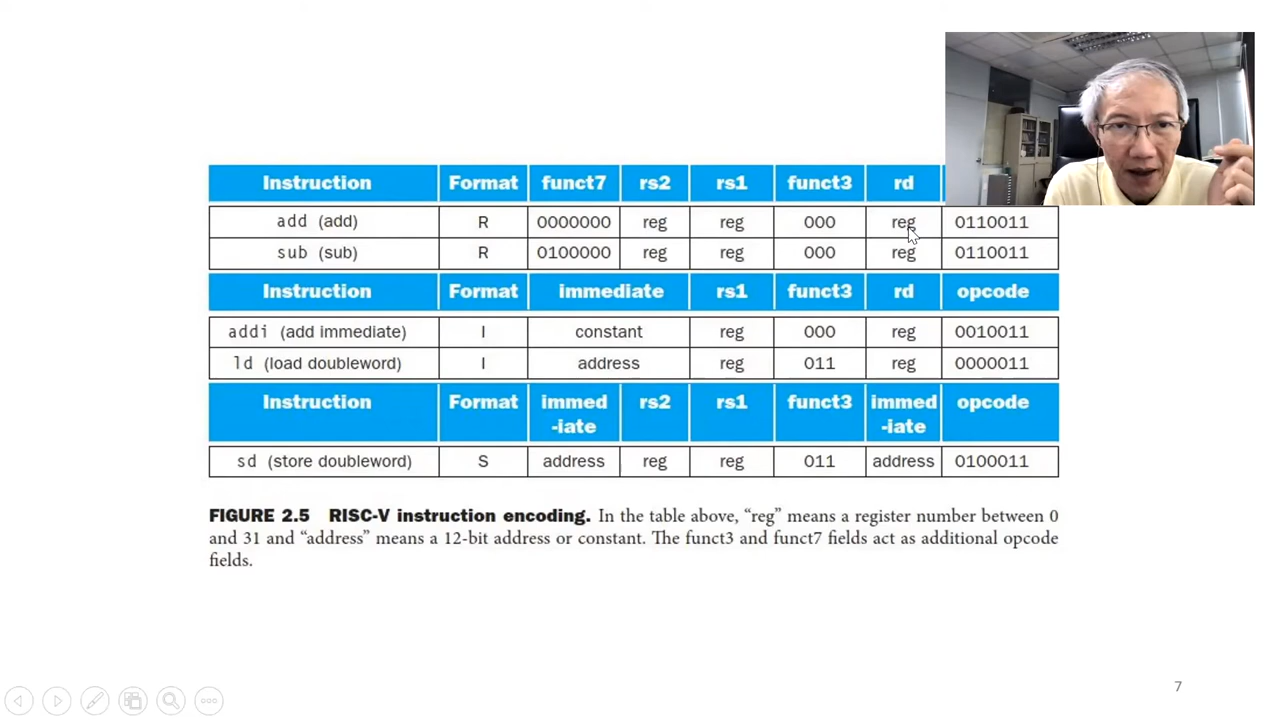 Instruction Format funct7 rs2 rs1 funct3 rd
add (add) R 0000000 reg reg 000 reg 0110011
sub (sub) R 0100000 reg reg 000 reg 0110011
Instruction Format immediate rs1 funct3 rd opcode
addi (add immediate) I constant reg 000 reg 0010011
ld (load doubleword) I address reg 011 reg 0000011
Instruction Format immed -iate rs2 rs1 funct3 immed -iate opcode
sd (store doubleword) S address reg reg 011 address 0100011
FIGURE 2.5 RISC-V instruction encoding. In the table above, “reg” means a register number between 0
and 31 and “address” means a 12-bit address or constant. The funct3 and funct7 fields act as additional opcode
fields.
7